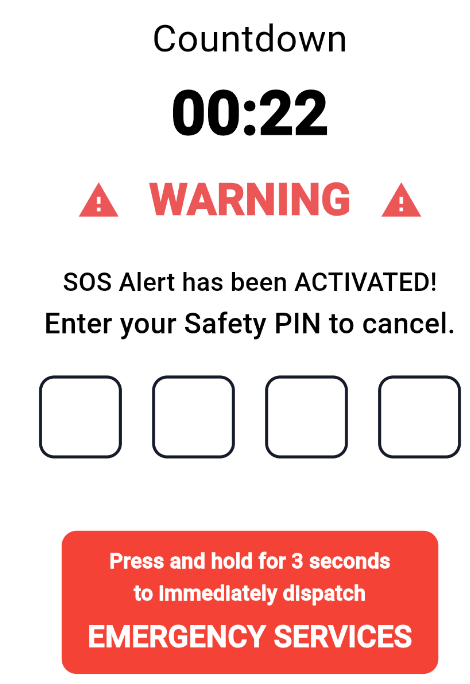 Countdown
00:22
WARNING
SOS Alert has been ACTIVATED!
Enter your Safety PIN to cancel.
Press and hold for 3 seconds
to immediately dispatch
EMERGENCY SERVICES